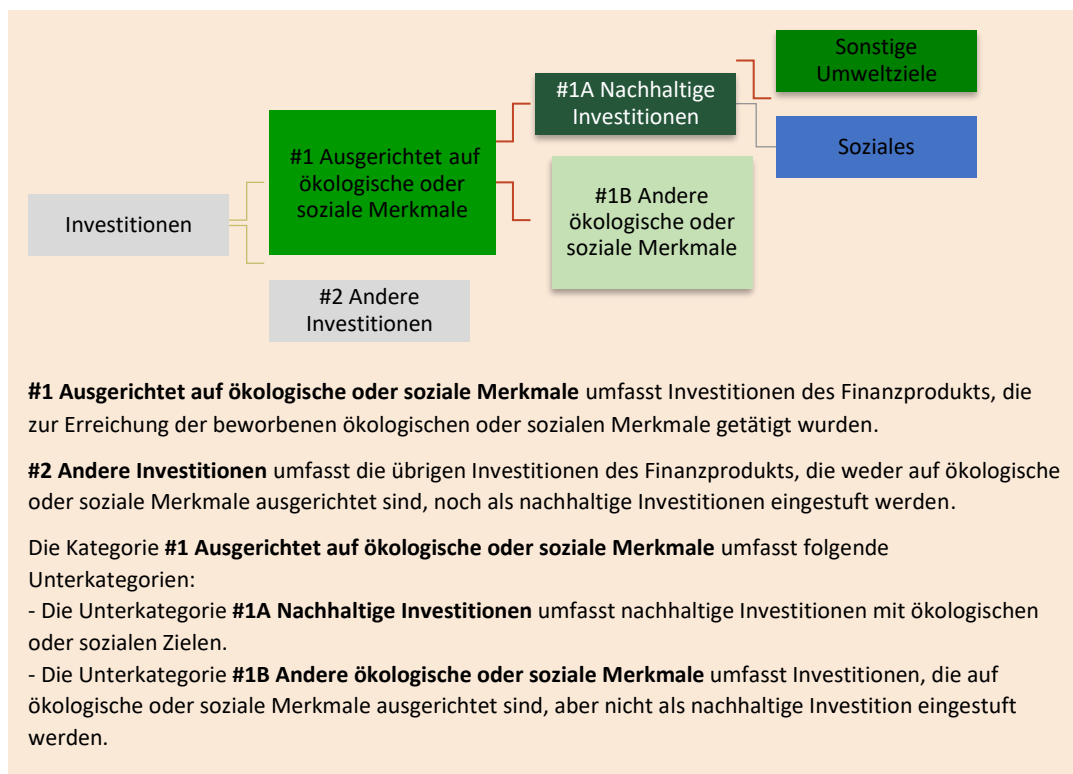 Sonstige
Umweltziele
#1A Nachhaltige
Investitionen
Soziales
#1 Ausgerichtet auf
ökologische oder
soziale Merkmale
#1B Andere
ökologische oder
soziale Merkmale
Investitionen
#2 Andere
Investitionen
#1 Ausgerichtet auf ökologische oder soziale Merkmale umfasst Investitionen des Finanzprodukts, die
zur Erreichung der beworbenen ökologischen oder sozialen Merkmale getätigt wurden.
#2 Andere Investitionen umfasst die übrigen Investitionen des Finanzprodukts, die weder auf ökologische
oder soziale Merkmale ausgerichtet sind, noch als nachhaltige Investitionen eingestuft werden.
Die Kategorie #1 Ausgerichtet auf ökologische oder soziale Merkmale umfasst folgende
Unterkategorien:
- Die Unterkategorie #1A Nachhaltige Investitionen umfasst nachhaltige Investitionen mit ökologischen
oder sozialen Zielen.
- Die Unterkategorie #1B Andere ökologische oder soziale Merkmale umfasst Investitionen, die auf
ökologische oder soziale Merkmale ausgerichtet sind, aber nicht als nachhaltige Investition eingestuft
werden.